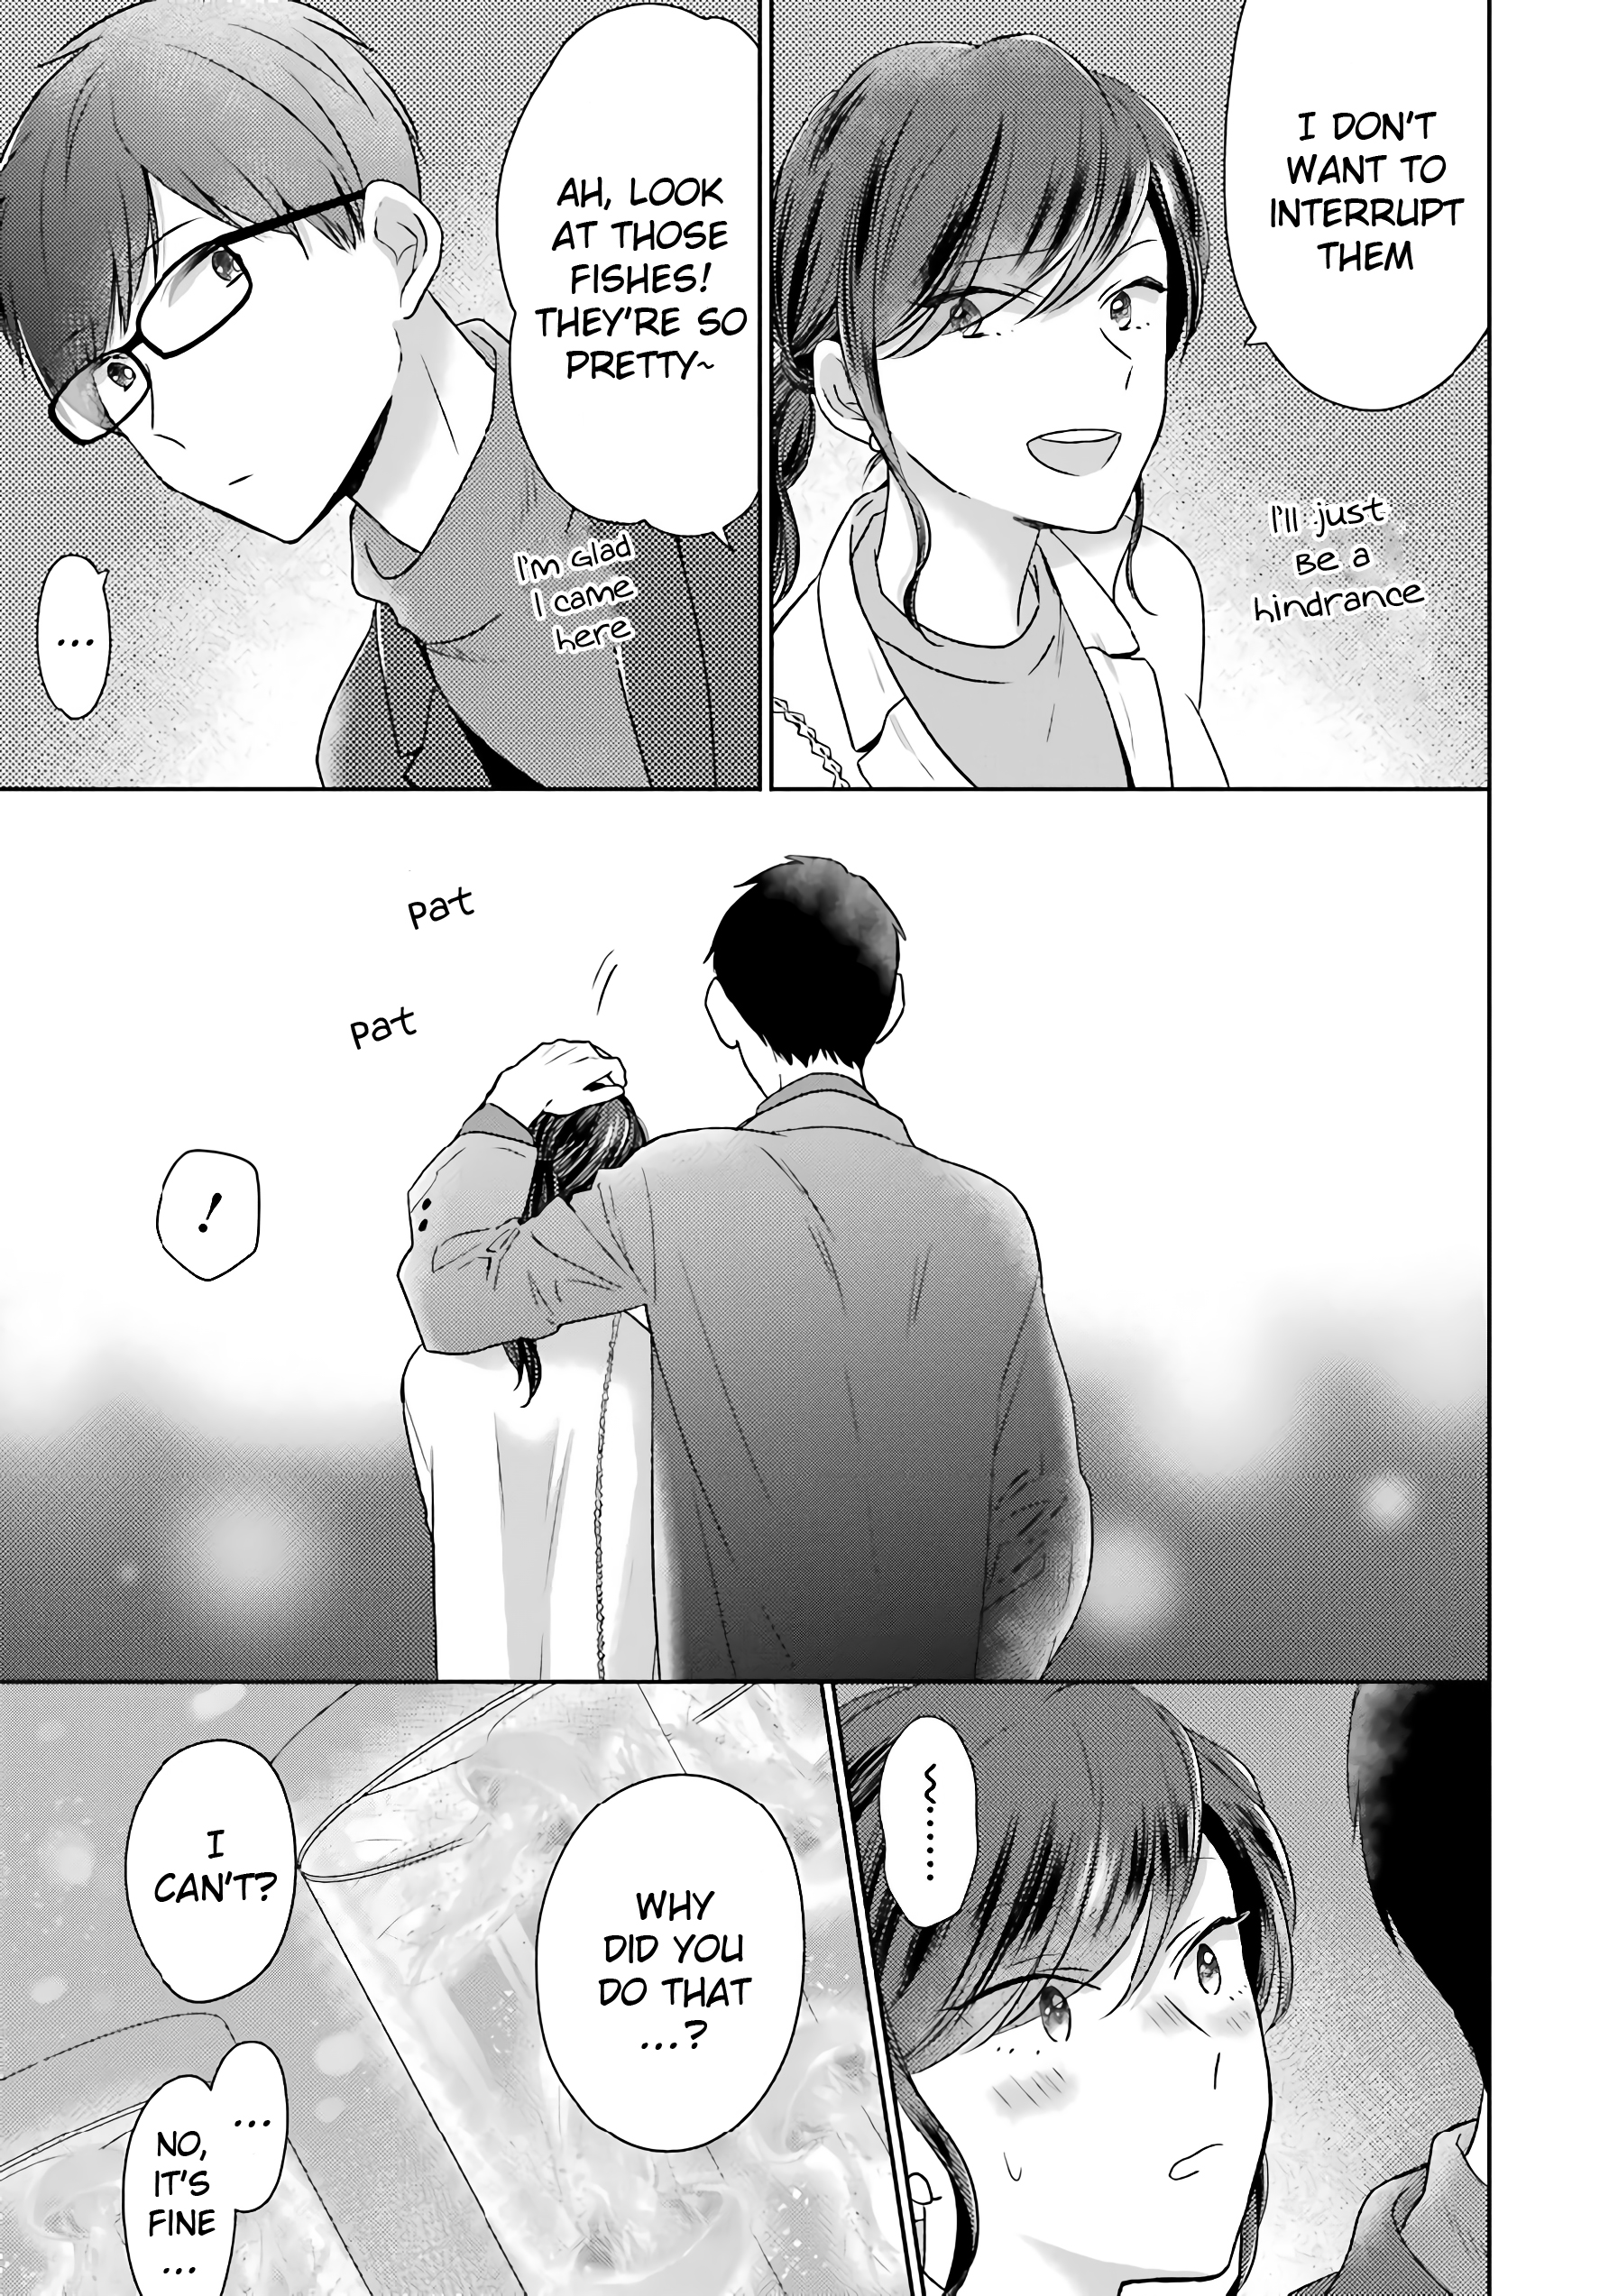 I DON'T
WANT TO
INTERRUPT
THEM
I'll just
Be a
hindrance
AH, LOOK
AT THOSE
FISHES!
THEY'RE SO
PRETTY~
I'm Glad
I came
here
...
Pat
Pat
!
~......
WHY
DID YOU
DO THAT
...?
I
CAN'T?
...
NO,
IT'S
FINE
...